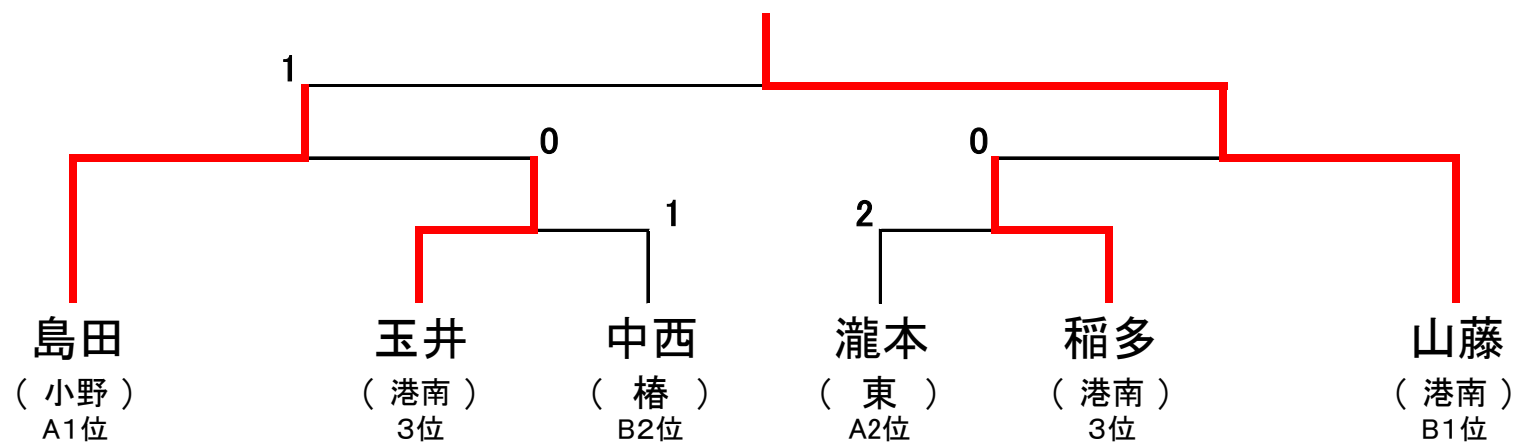 1
0
0
1
2
島田
玉井
中西
瀧本
稲多
山藤
( 小野 )
( 港南 )
( 椿 )
( 東 )
( 港南 )
( 港南 )
A1位
3位
B2位
A2位
3位
B1位